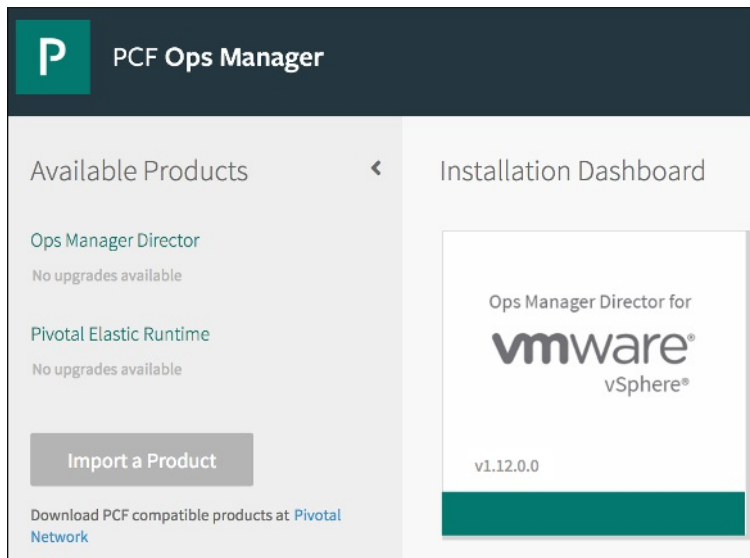 P
PCF Ops Manager
Available Products
Ops Manager Director
No upgrades available
Pivotal Elastic Runtime
No upgrades available
Import a Product
Download PCF compatible products at Pivotal
Network
Installation Dashboard
Ops Manager Director for
vmware®
vSphere®
v1.12.0.0